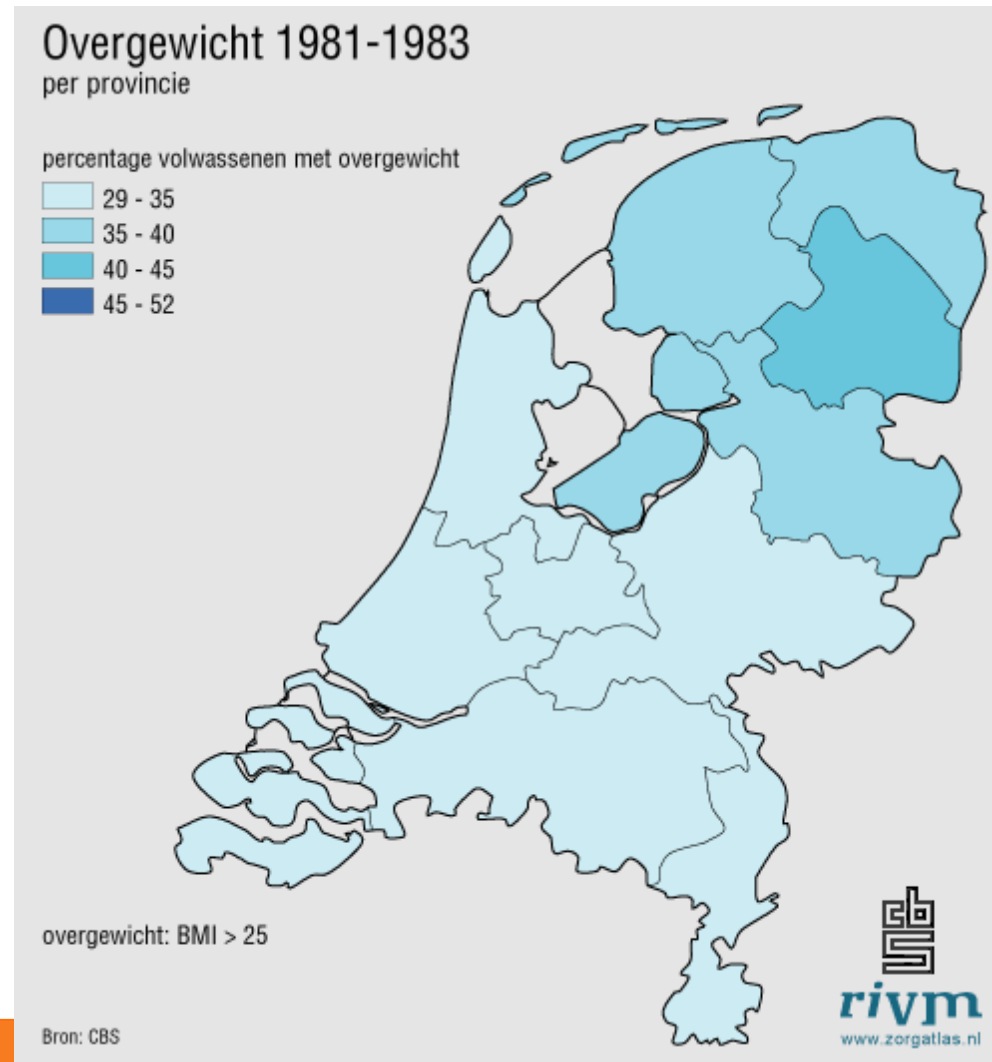 Overgewicht 1981-1983
per provincie
percentage volwassenen met overgewicht
29 - 35
35 - 40
40 - 45
45 - 52
overgewicht: BMI > 25
Bron: CBS
cbs
rivm
www.zorgatlas.nl